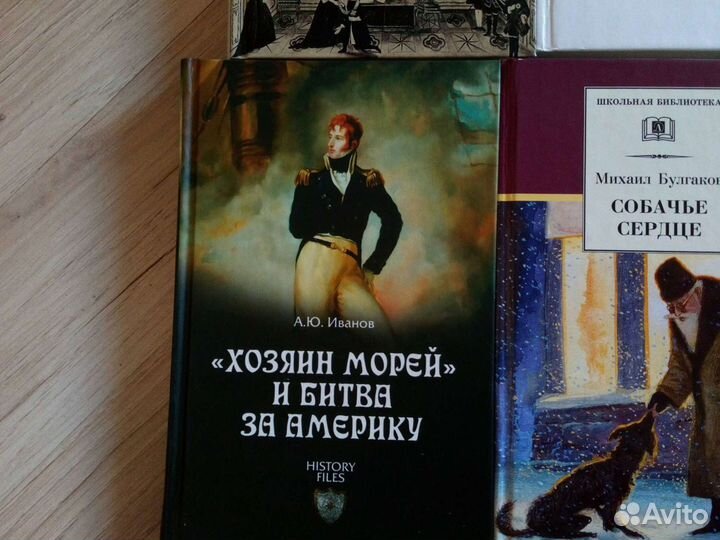 А.Ю. Иванов
«ХОЗЯИН МОРЕЙ»
И БИТВА
ЗА АМЕРИКУ
HISTORY
FILES
ШКОЛЬНАЯ БИБЛИОТЕКА
Михаил Булгаков
СОБАЧЬЕ
СЕРДЦЕ
Avito